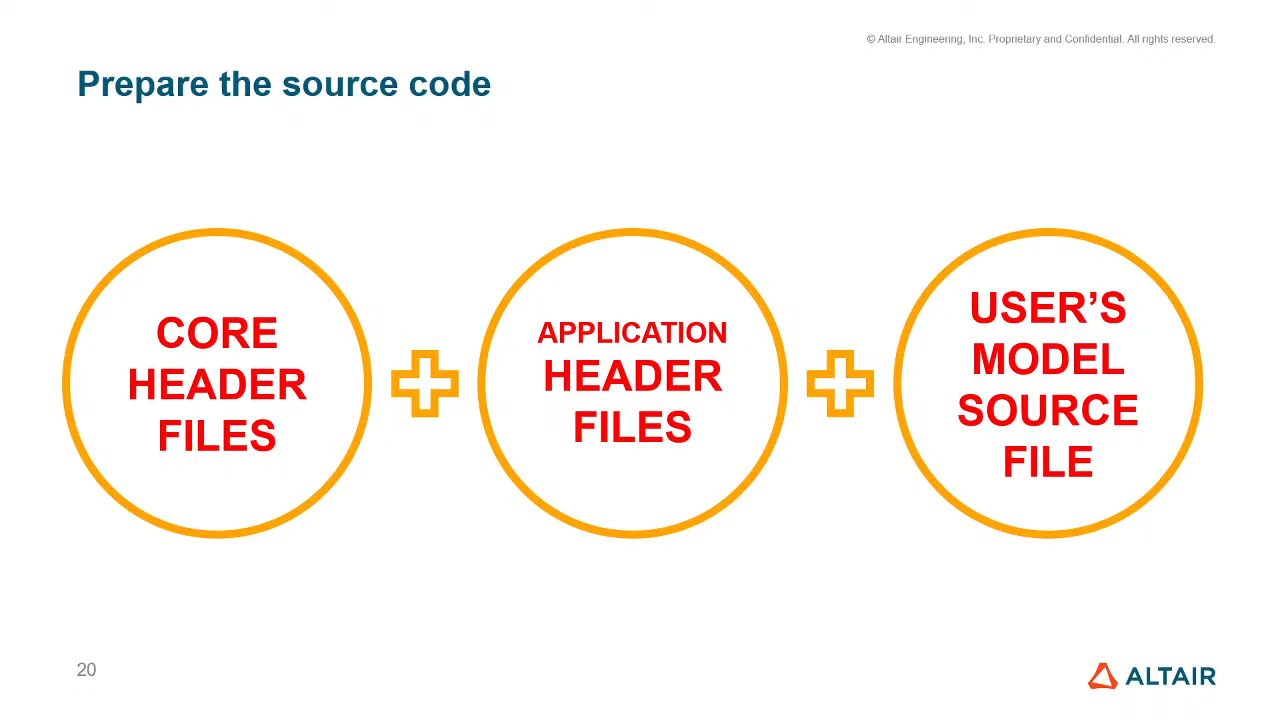 © Altair Engineering, Inc. Proprietary and Confidential. All rights reserved.
Prepare the source code
CORE
HEADER
FILES
APPLICATION
HEADER
FILES
USER’S
MODEL
SOURCE
FILE
20
ALTAIR